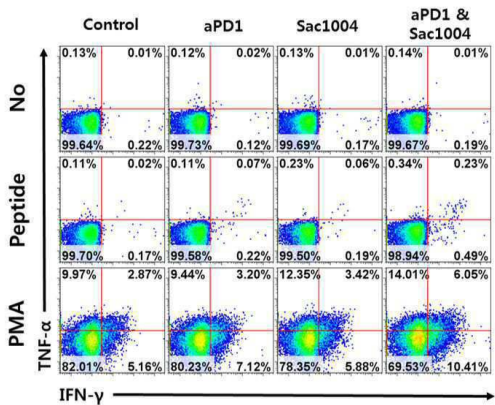 Control aPD1 Sac1004 aPD1 &
Sac1004
No
0.13% 0.01% 0.12% 0.02% 0.13% 0.01% 0.14% 0.01%
99.64% 0.22% 99.73% 0.12% 99.69% 0.17% 99.67% 0.19%
Peptide
0.11% 0.02% 0.11% 0.07% 0.23% 0.06% 0.34% 0.23%
99.70% 0.17% 99.58% 0.22% 99.50% 0.19% 98.94% 0.49%
PMA
9.97% 2.87% 9.44% 3.20% 12.35% 3.42% 14.01% 6.05%
82.01% 5.16% 80.23% 7.12% 78.35% 5.88% 69.53% 10.41%
TNF-α
IFN-γ